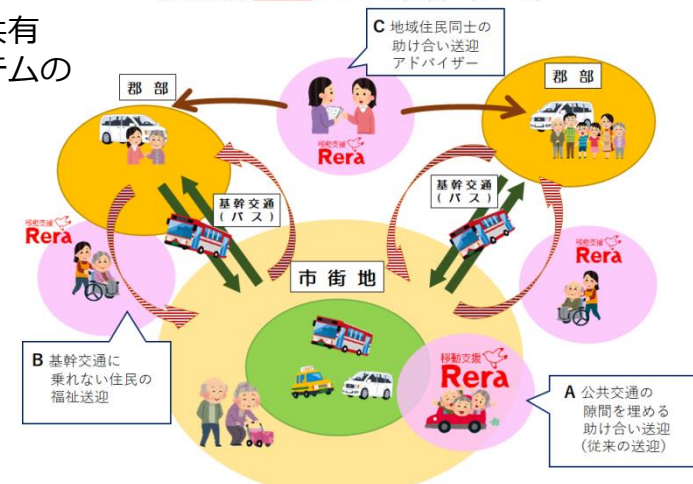 共有
テムの
C 地域住民同士の
助け合い送迎
アドバイザー
郡部
郡部
移動支援
Rera
基幹交通
(バス)
基幹交通
(バス)
移動支援
Rera
移動支援
Rera
市街地
B 基幹交通に
乗れない住民の
福祉送迎
移動支援
Rera
A 公共交通の
隙間を埋める
助け合い送迎
(従来の送迎)